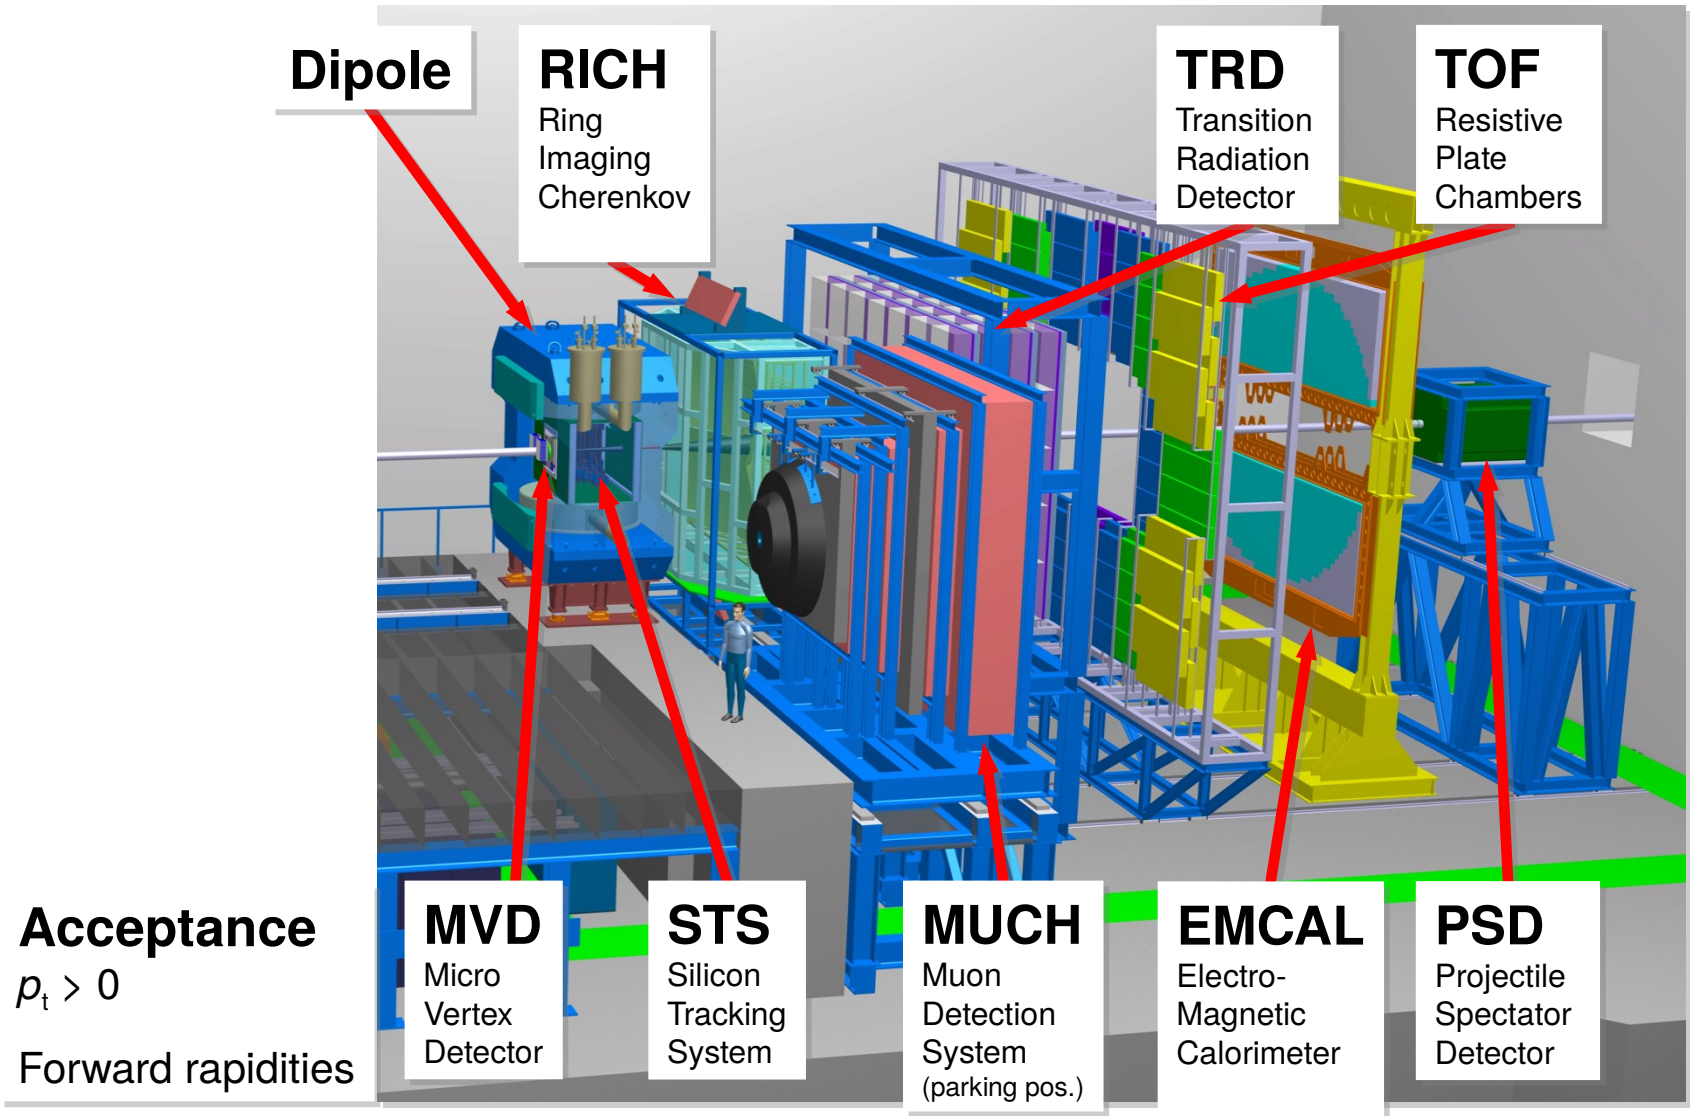 Dipole
RICH
Ring
Imaging
Cherenkov
TRD
Transition
Radiation
Detector
TOF
Resistive
Plate
Chambers
Acceptance
pt > 0
Forward rapidities
MVD
Micro
Vertex
Detector
STS
Silicon
Tracking
System
MUCH
Muon
Detection
System
(parking pos.)
EMCAL
Electro-
Magnetic
Calorimeter
PSD
Projectile
Spectator
Detector